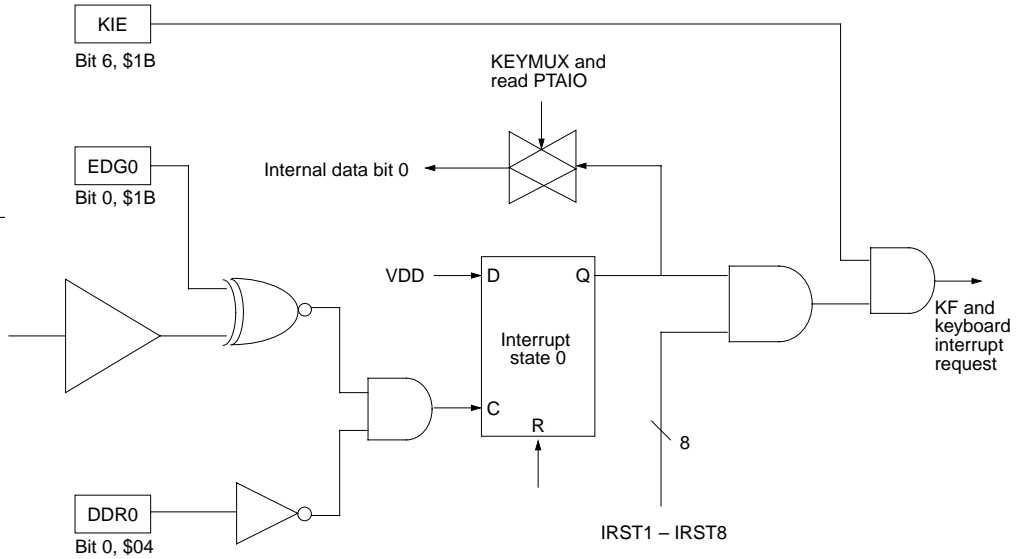 KIE
Bit 6, $1B
KEYMUX and
read PTAIO
EDG0
Bit 0, $1B
Internal data bit 0
VDD
D
Q
Interrupt
state 0
C
R
KF and
keyboard
interrupt
request
8
DDR0
Bit 0, $04
IRST1 – IRST8